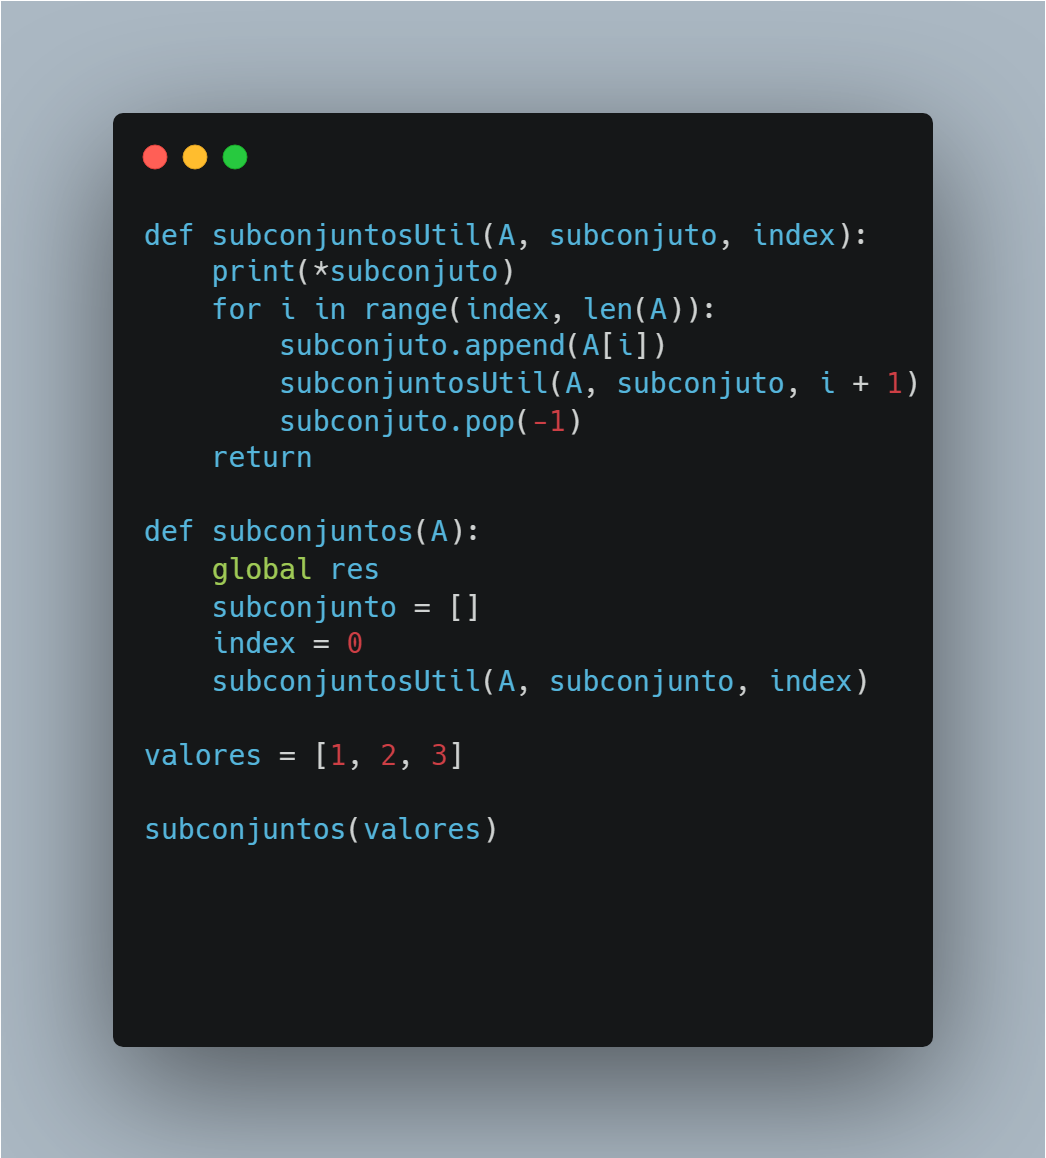 def subconjuntosUtil(A, subconjuto, index):
    print(*subconjuto)
    for i in range(index, len(A)):
        subconjuto.append(A[i])
        subconjuntosUtil(A, subconjuto, i + 1)
        subconjuto.pop(-1)
    return

def subconjuntos(A):
    global res
    subconjunto = []
    index = 0
    subconjuntosUtil(A, subconjunto, index)

valores = [1, 2, 3]

subconjuntos(valores)